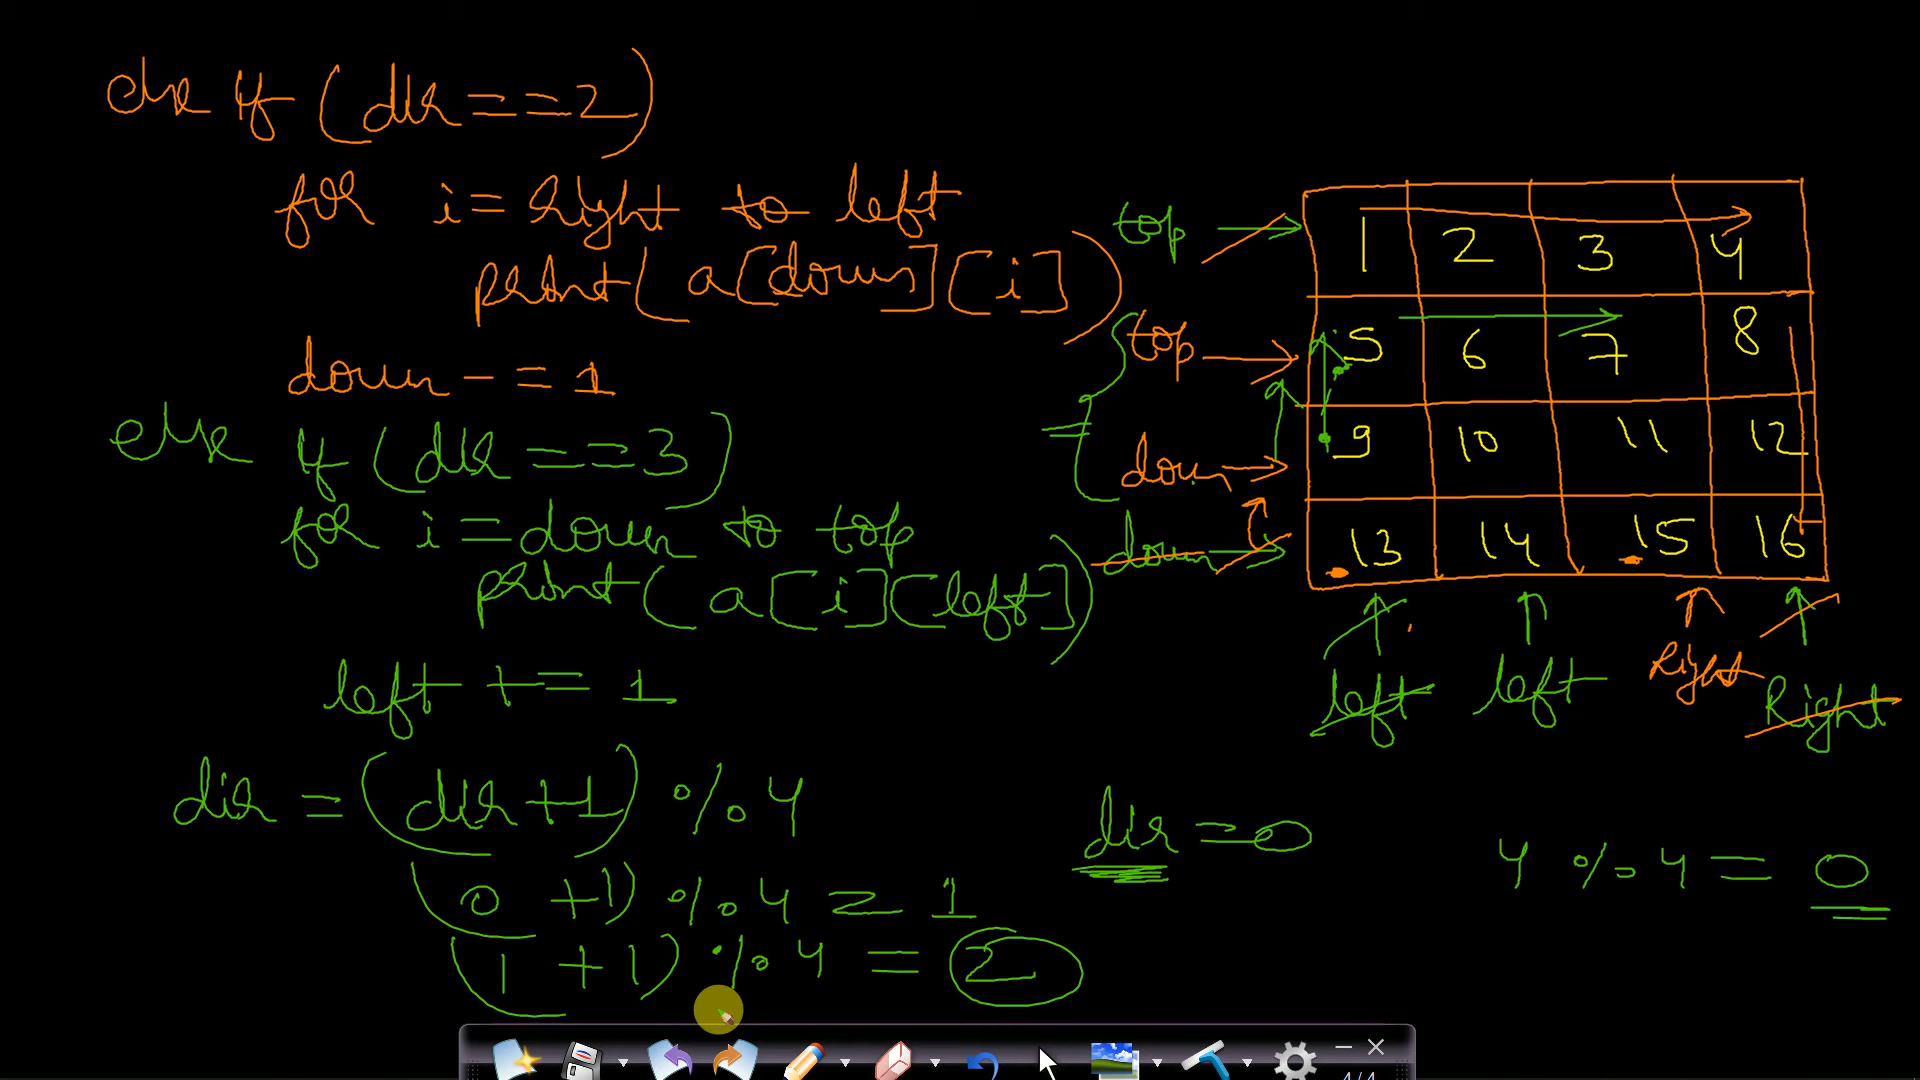 else if (dir==2)
for i=right to left
print(a[down][i])
down -=1
else if (dir==3)
for i=down to top
print(a[i][left])
left +=1
dir = (dir+1) % 4
(0 +1) % 4 = 1
(1 +1) % 4 = 2
dir =0
4 % 4 = 0
top
top
down
down
1 2 3 4
5 6 7 8
9 10 11 12
13 14 15 16
left left Right Right
4/4